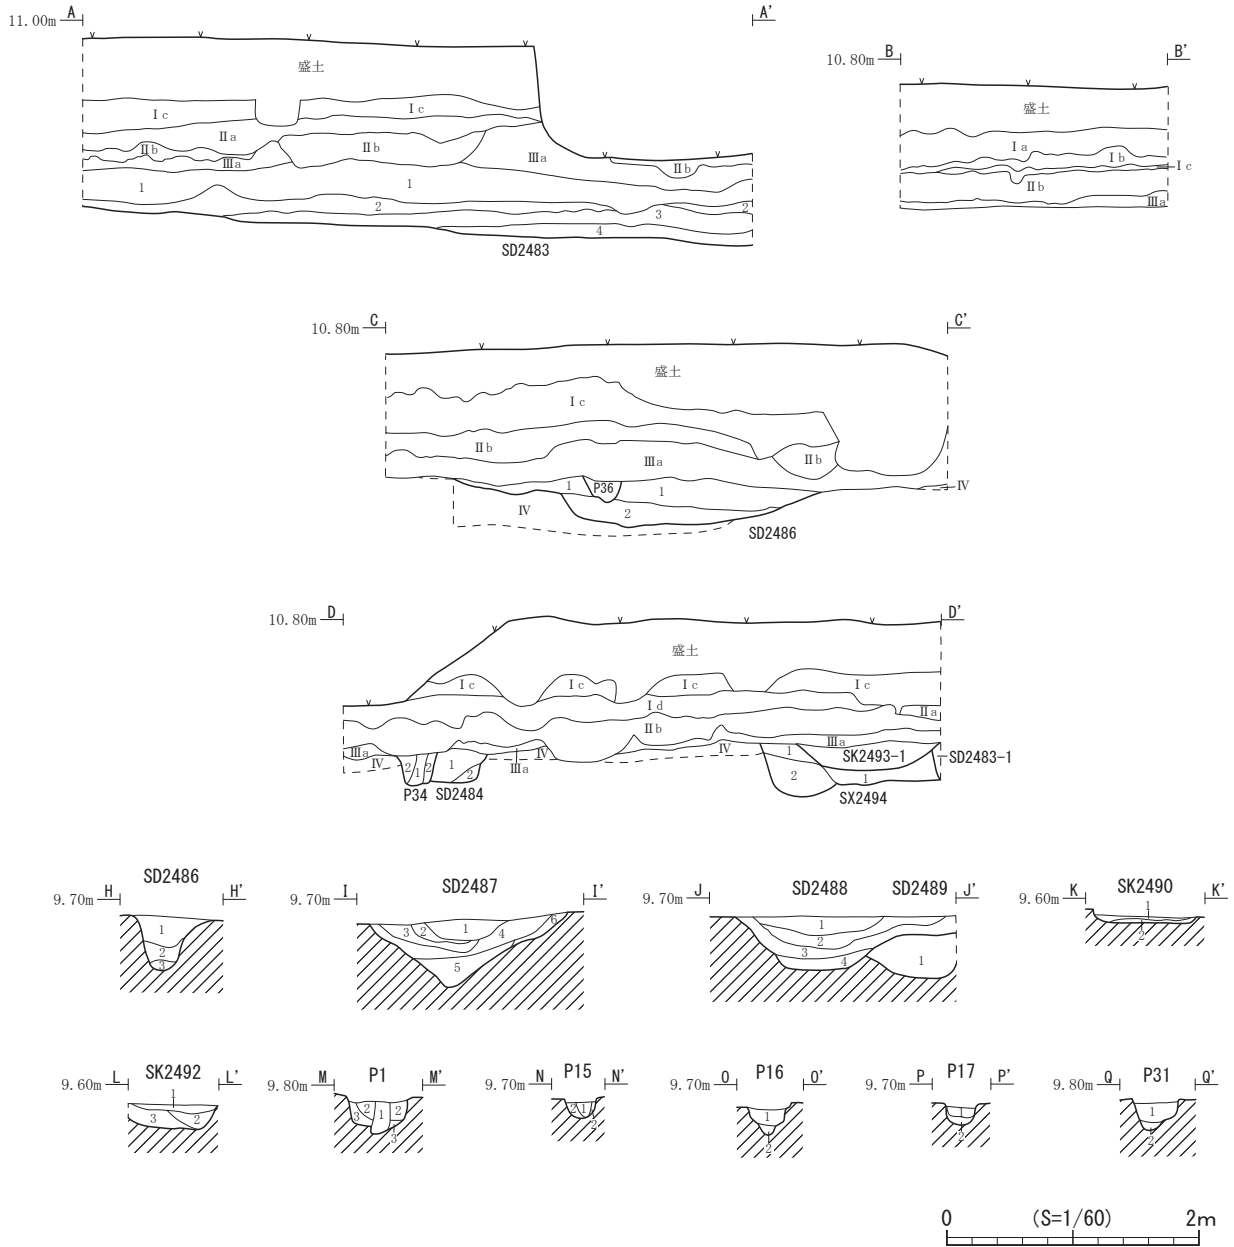 11.00m A A'
盛土
Ⅰc Ⅰc
Ⅱa
Ⅱb Ⅱb
Ⅲa Ⅲa Ⅱb
1 1
2 3 2
4
SD2483
10.80m B B'
盛土
Ⅰa Ⅰb
Ⅰc
Ⅱb
Ⅲa
10.80m C C'
盛土
Ⅰc
Ⅱb Ⅲa Ⅱb
1 P36 1 Ⅳ
Ⅳ 2
SD2486
10.80m D D'
盛土
Ⅰc Ⅰc Ⅰc Ⅰc
Ⅰd Ⅱa
Ⅱb
Ⅲa Ⅳ Ⅳ Ⅲa
Ⅳ 2 1 2 1 2 Ⅲa 1 SK2493-1 SD2483-1
2 1
P34 SD2484 SX2494
SD2486
9.70m H H'
1
2
3
SD2487
9.70m I I'
3 2 1 4 6
5
SD2488 SD2489
9.70m J J'
1
2
3 4 1
SK2490
9.60m K K'
1
2
SK2492
9.60m L L'
1
3 2
P1
9.80m M M'
3 2 1 2
3
P15
9.70m N N'
2 1
2
P16
9.70m O O'
1
2
P17
9.70m P P'
1
2
P31
9.80m Q Q'
1
2
0 (S=1/60) 2m